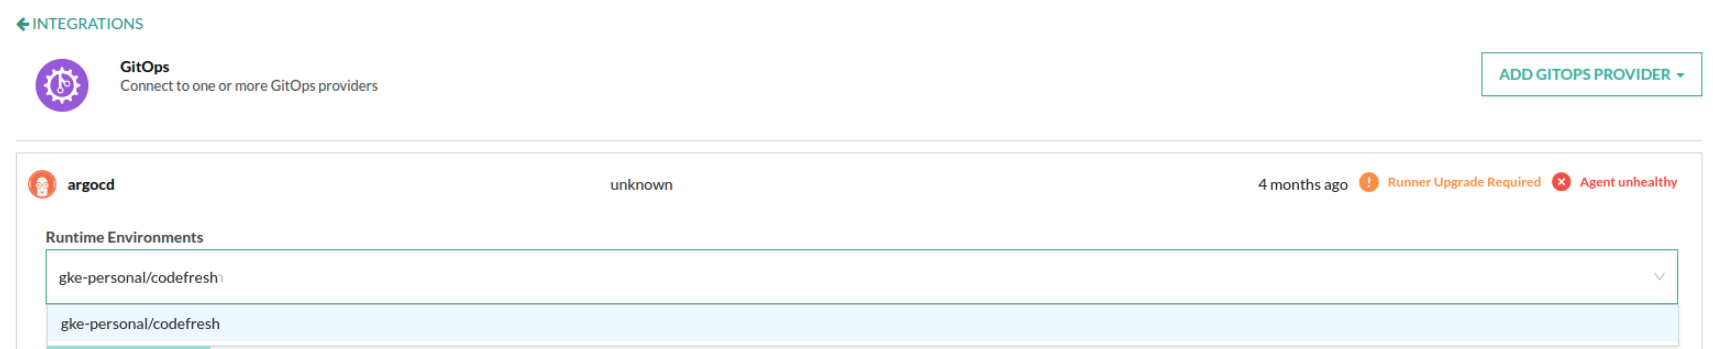 INTEGRATIONS
GitOps
Connect to one or more GitOps providers
ADD GITOPS PROVIDER
argocd
unknown
4 months ago
Runner Upgrade Required
Agent unhealthy
Runtime Environments
gke-personal/codefresh
gke-personal/codefresh